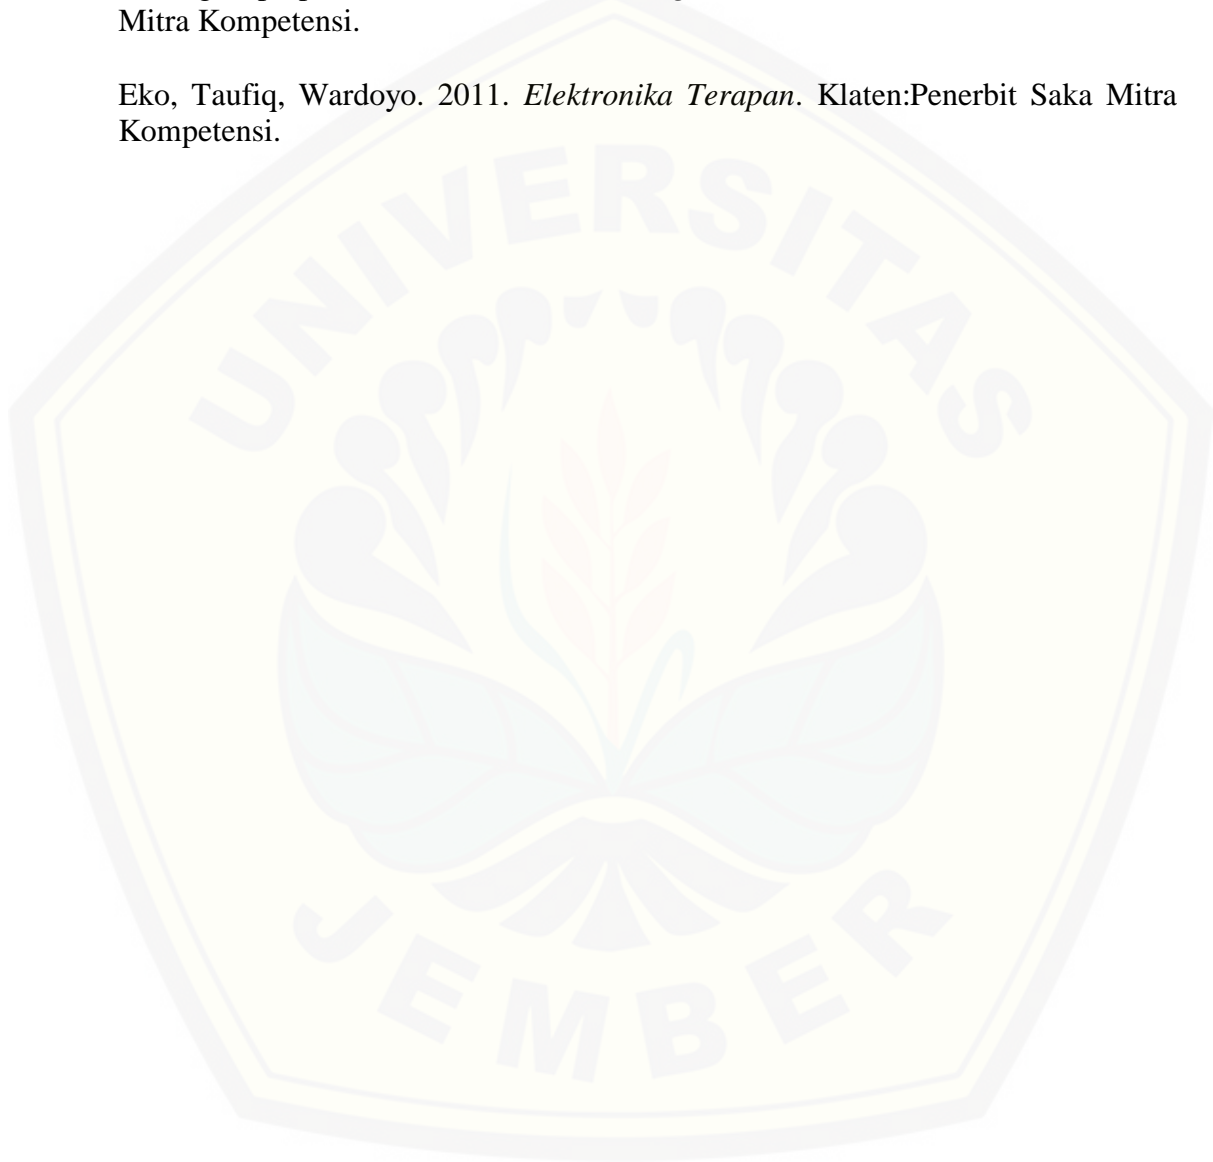 Mitra Kompetensi.
Eko, Taufiq, Wardoyo. 2011. Elektronika Terapan. Klaten:Penerbit Saka Mitra
Kompetensi.
UNIVERSITAS
JEMBER